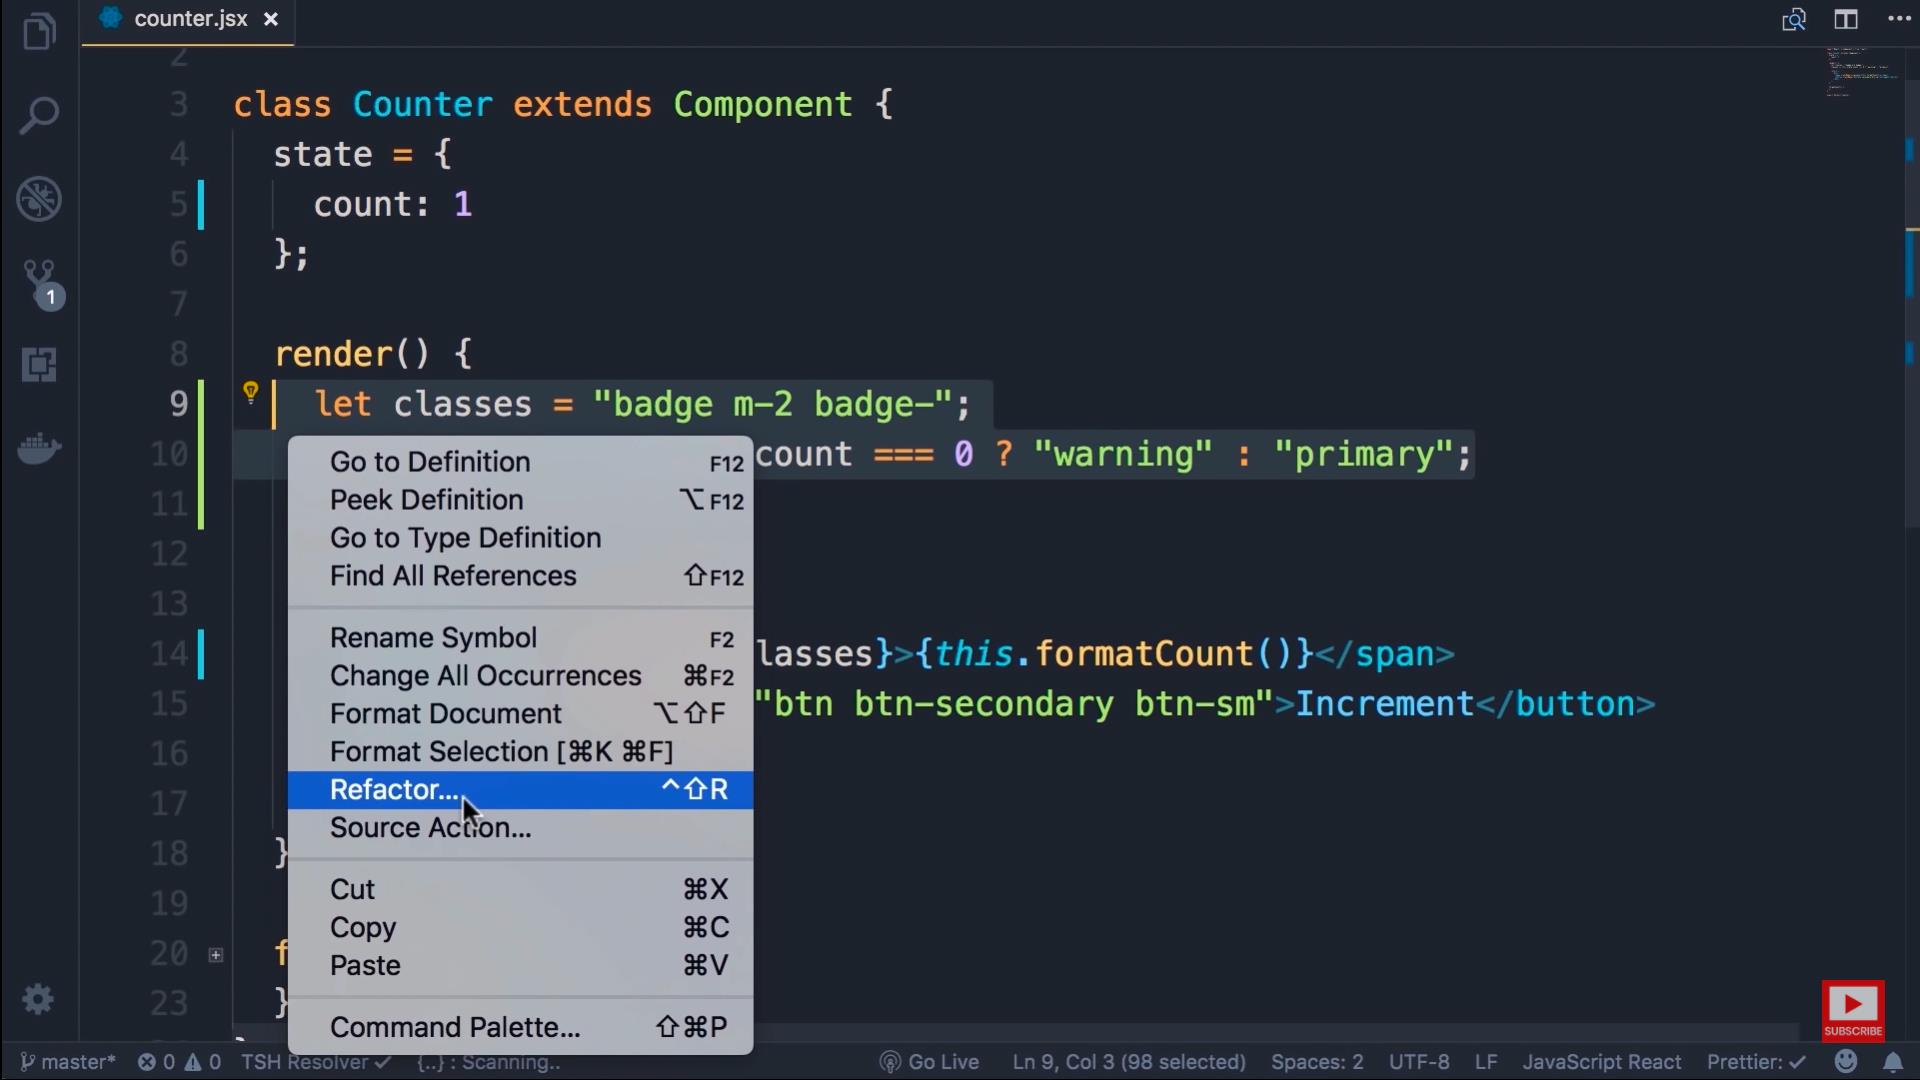 counter.jsx
2
3 class Counter extends Component {
4 state = {
5 count: 1
6 };
7
8 render() {
9 let classes = "badge m-2 badge-";
10 count === 0 ? "warning" : "primary";
11
12
13
14 lasses}>{this.formatCount()}</span>
15 "btn btn-secondary btn-sm">Increment</button>
16
17
18 }
19
20 f
23 }
1
Go to Definition F12
Peek Definition ⌥F12
Go to Type Definition
Find All References ⇧F12
Rename Symbol F2
Change All Occurrences ⌘F2
Format Document ⌥⇧F
Format Selection [⌘K ⌘F]
Refactor... ^⇧R
Source Action...
Cut ⌘X
Copy ⌘C
Paste ⌘V
Command Palette... ⇧⌘P
SUBSCRIBE
master* 0 0 TSH Resolver ✓ {..} : Scanning.. Go Live Ln 9, Col 3 (98 selected) Spaces: 2 UTF-8 LF JavaScript React Prettier: ✓